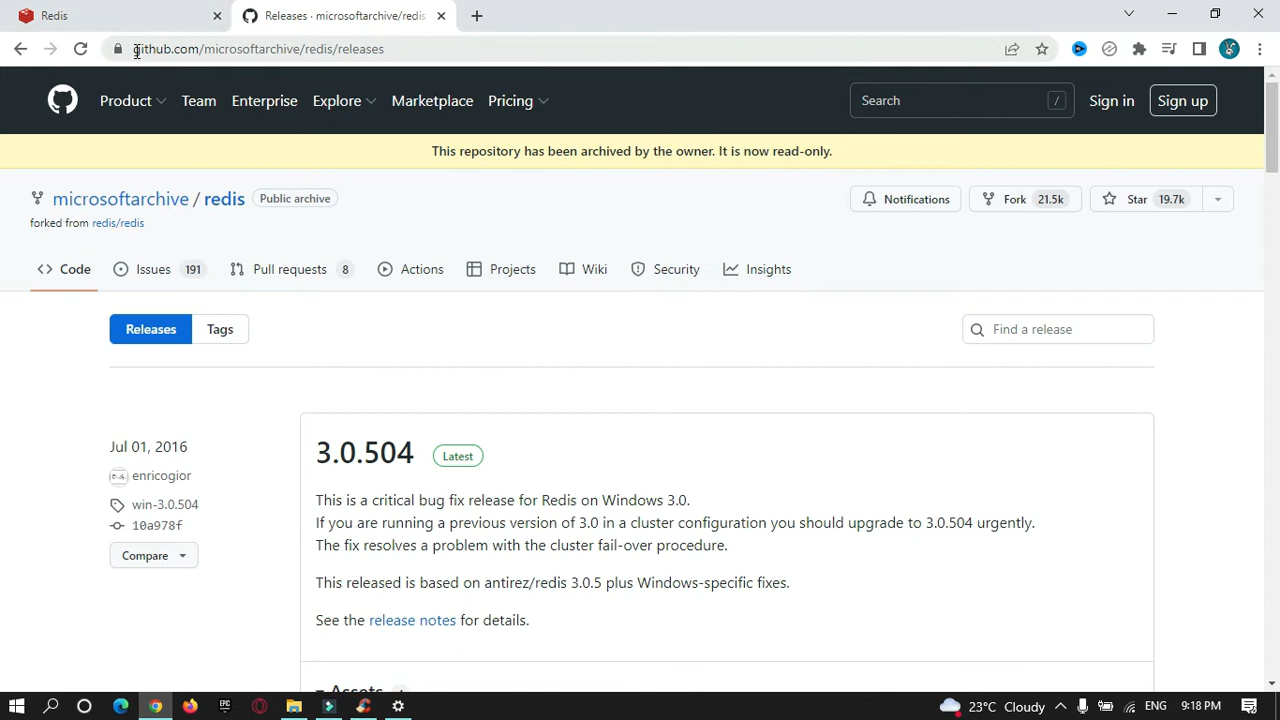 Redis
Releases · microsoftarchive/redis
github.com/microsoftarchive/redis/releases
Product
Team
Enterprise
Explore
Marketplace
Pricing
Search
/
Sign in
Sign up
This repository has been archived by the owner. It is now read-only.
microsoftarchive / redis
Public archive
Notifications
Fork 21.5k
Star 19.7k
forked from redis/redis
Code
Issues 191
Pull requests 8
Actions
Projects
Wiki
Security
Insights
Releases
Tags
Find a release
Jul 01, 2016
enricogior
win-3.0.504
10a978f
Compare
3.0.504
Latest
This is a critical bug fix release for Redis on Windows 3.0.
If you are running a previous version of 3.0 in a cluster configuration you should upgrade to 3.0.504 urgently.
The fix resolves a problem with the cluster fail-over procedure.
This released is based on antirez/redis 3.0.5 plus Windows-specific fixes.
See the release notes for details.
Assets
EPIC
23°C Cloudy
ENG
9:18 PM